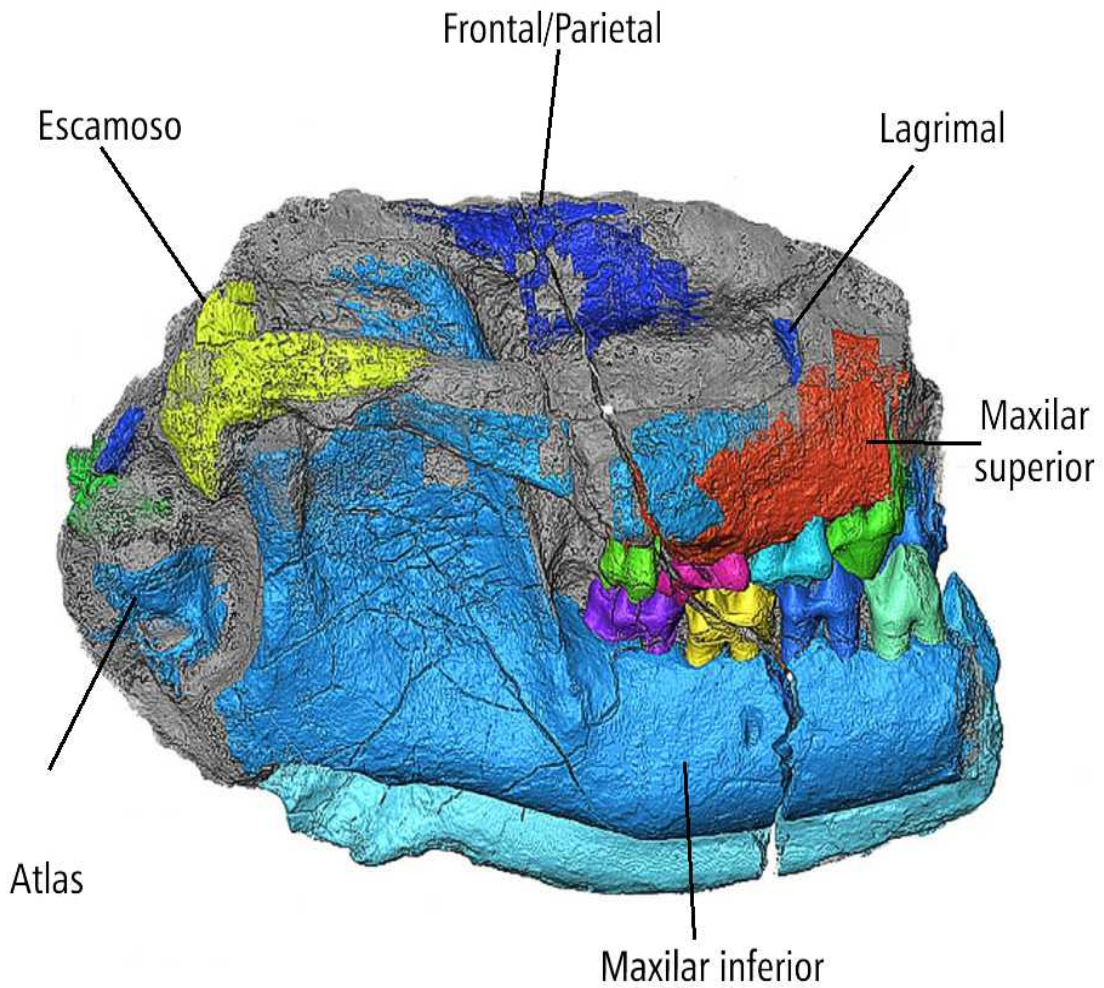 Frontal/Parietal
Escamoso
Lagrimal
Maxilar
superior
Atlas
Maxilar inferior